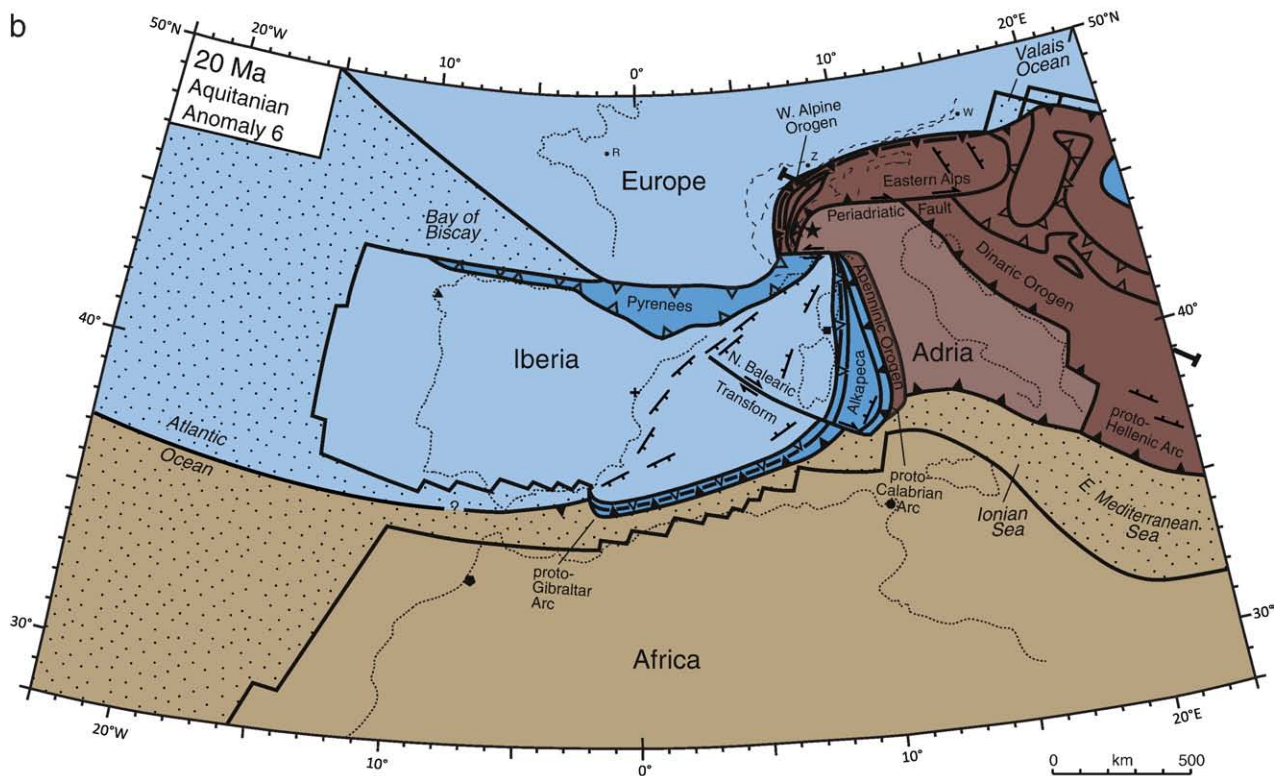 b
50°N
20°W
10°
0°
10°
20°E
50°N
20 Ma
Aquitanian
Anomaly 6
Valais
Ocean
W. Alpine
Orogen
W
Z
R
Europe
Eastern Alps
Bay of
Biscay
Periadriatic Fault
Dinaric Orogen
Pyrenees
40°
40°
Iberia
Apenninic Orogen
Adria
N. Balearic
Transform
Alkapeca
proto-
Hellenic Arc
Atlantic
Ocean
?
proto-
Calabrian
Arc
Ionian
Sea
E. Mediterranean
Sea
proto-
Gibraltar
Arc
30°
30°
Africa
20°W
10°
0°
10°
20°E
0 km 500